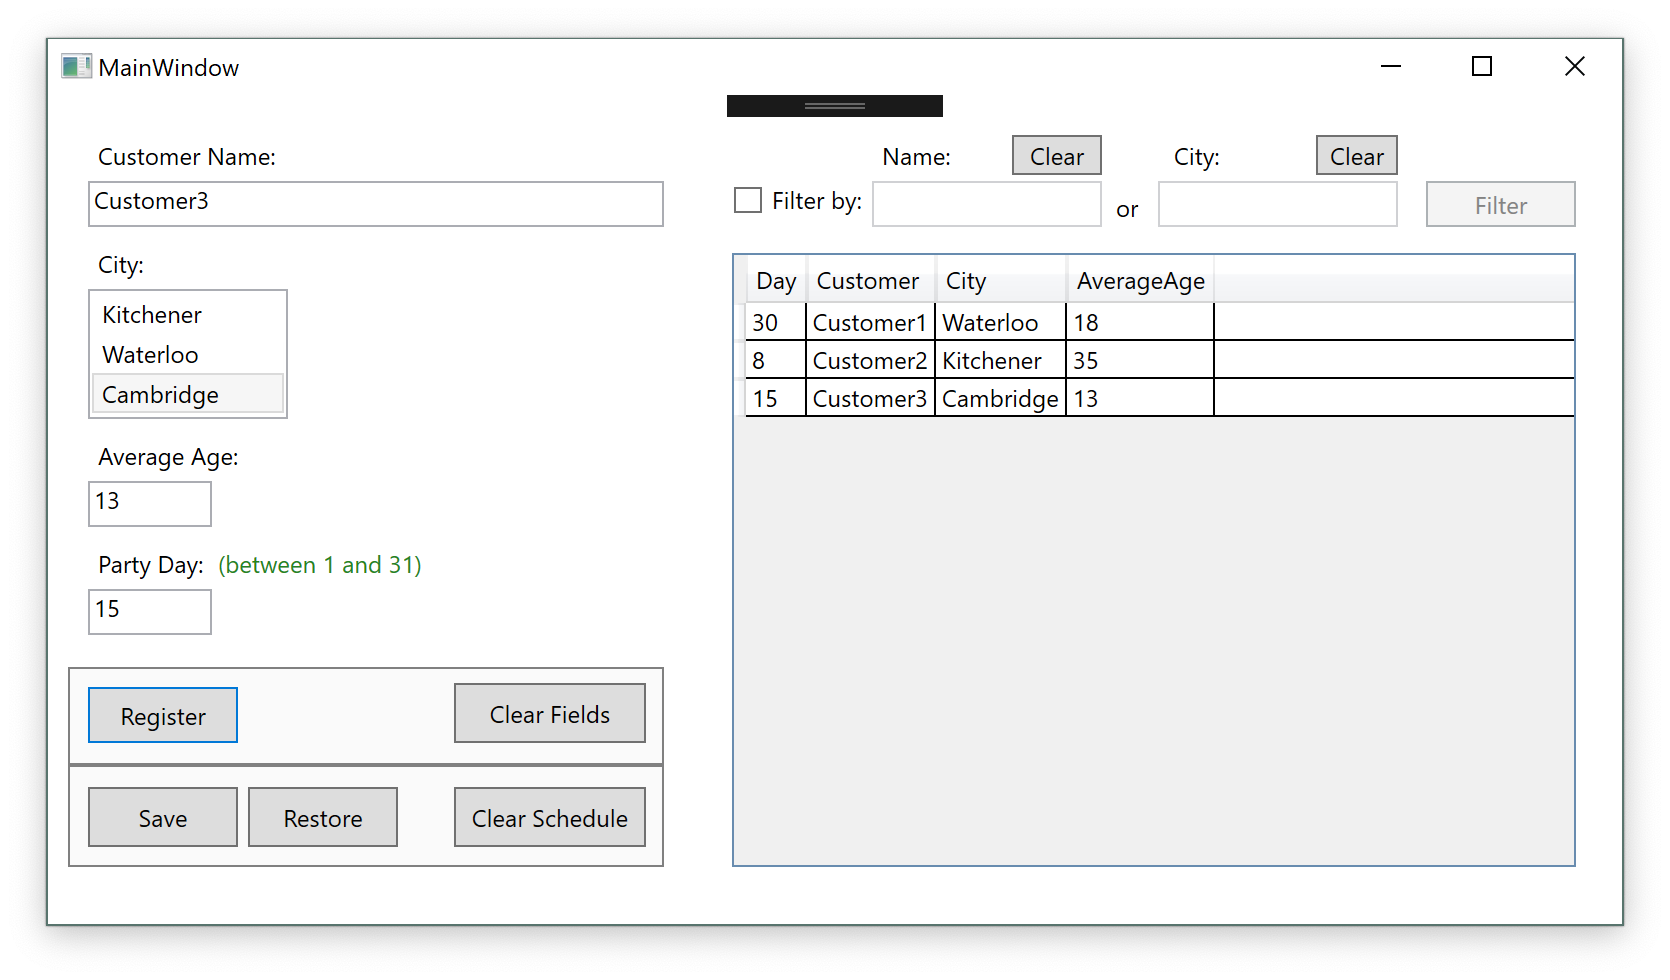 MainWindow
Customer Name:
Customer3
City:
Kitchener
Waterloo
Cambridge
Average Age:
13
Party Day: (between 1 and 31)
15
Register Clear Fields
Save Restore Clear Schedule
Name: Clear City: Clear
Filter by: or Filter
Day Customer City AverageAge
30 Customer1 Waterloo 18
8 Customer2 Kitchener 35
15 Customer3 Cambridge 13